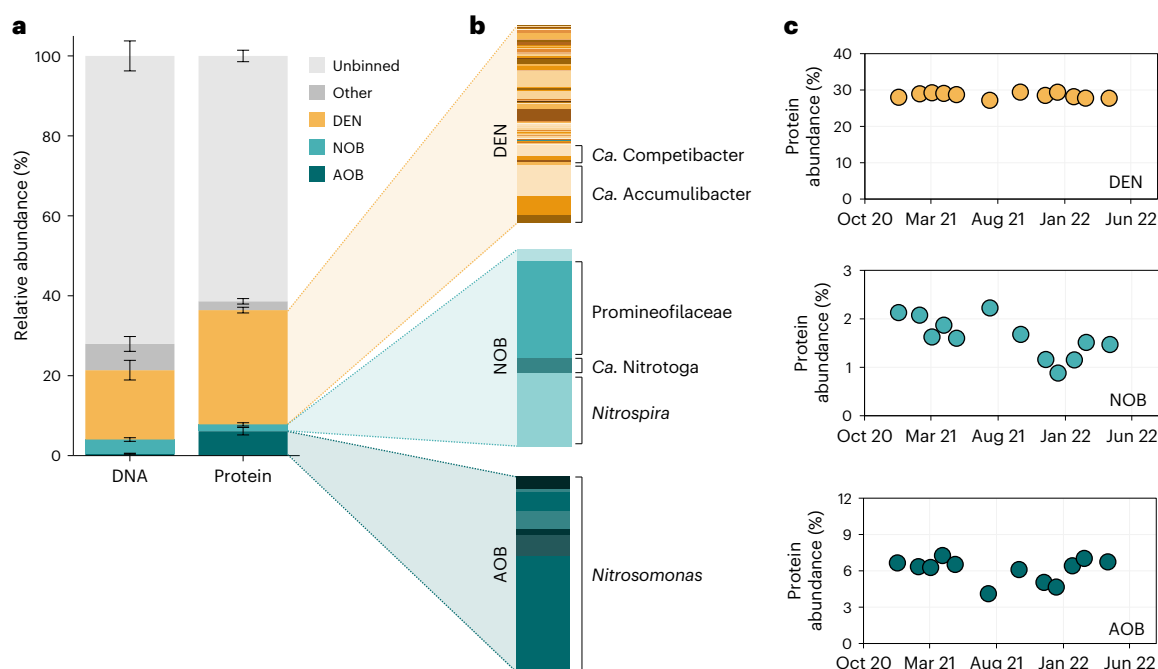 a
Relative abundance (%)
100
80
60
40
20
0
DNA
Protein
Unbinned
Other
DEN
NOB
AOB
b
DEN
Ca. Competibacter
Ca. Accumulibacter
NOB
Promineofilaceae
Ca. Nitrotoga
Nitrospira
AOB
Nitrosomonas
c
Protein
abundance (%)
40
30
20
10
0
DEN
Oct 20 Mar 21 Aug 21 Jan 22 Jun 22
Protein
abundance (%)
3
2
1
0
NOB
Oct 20 Mar 21 Aug 21 Jan 22 Jun 22
Protein
abundance (%)
12
9
6
3
0
AOB
Oct 20 Mar 21 Aug 21 Jan 22 Jun 22